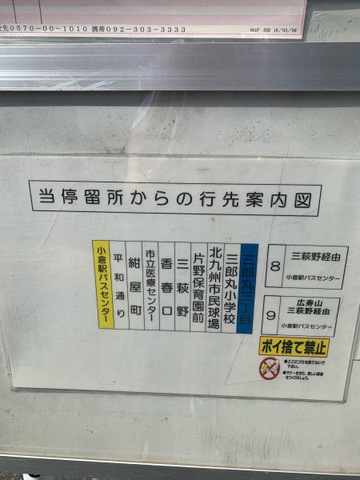 先0570-00-1010 携帯092-303-3333
当停留所からの行先案内図
8
三萩野経由
小倉駅バスセンター
9
広寿山
三萩野経由
小倉駅バスセンター
三郎丸二丁目
三郎丸小学校
北九州市民球場
片野保育園前
三萩野
香春口
市立医療センター
紺屋町
平和通り
小倉駅バスセンター
ポイ捨て禁止